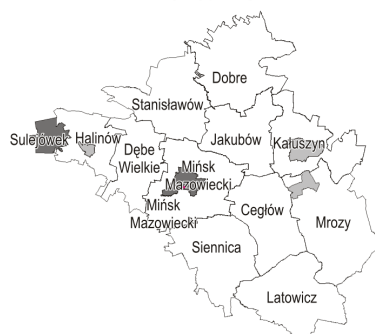 Dobre
Stanisławów
Sulejówek
Halinów
Jakubów
Kałuszyn
Dębe
Wielkie
Mińsk
Mazowiecki
Mińsk
Mazowiecki
Cegłów
Mrozy
Siennica
Latowicz